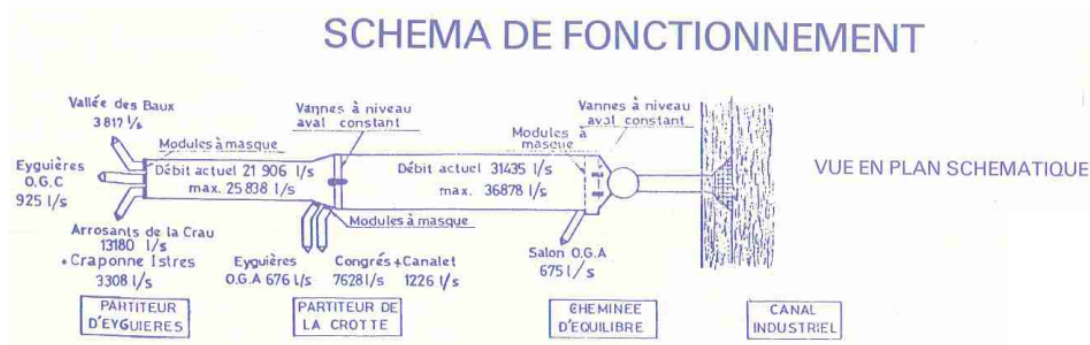 SCHEMA DE FONCTIONNEMENT
Vallée des Baux
3817 l/s
Vannes à niveau
aval constant
Vannes à niveau
aval constant
Modules à
masque
Modules à masque
Eyguières
O.G.C
925 l/s
Débit actuel 21 906 l/s
max. 25 838 l/s
Débit actuel 31435 l/s
max. 36878 l/s
VUE EN PLAN SCHEMATIQUE
Modules à masque
Arrosants de la Crau
13180 l/s
+ Craponne Istres
3308 l/s
Eyguières
O.G.A 676 l/s
Congrés + Canalet
7628 l/s 1226 l/s
Salon O.G.A
675 l/s
PARTITEUR
D'EYGUIERES
PARTITEUR DE
LA CROTTE
CHEMINEE
D'EQUILIBRE
CANAL
INDUSTRIEL